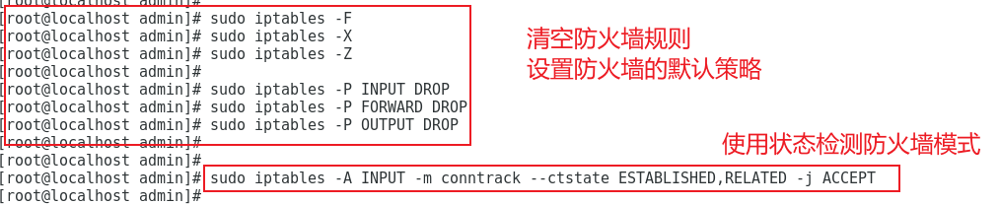 [root@localhost admin]#
[root@localhost admin]# sudo iptables -F
[root@localhost admin]# sudo iptables -X
[root@localhost admin]# sudo iptables -Z
[root@localhost admin]#
[root@localhost admin]# sudo iptables -P INPUT DROP
[root@localhost admin]# sudo iptables -P FORWARD DROP
[root@localhost admin]# sudo iptables -P OUTPUT DROP
[root@localhost admin]#
[root@localhost admin]#
[root@localhost admin]# sudo iptables -A INPUT -m conntrack --ctstate ESTABLISHED,RELATED -j ACCEPT
[root@localhost admin]#
清空防火墙规则
设置防火墙的默认策略
使用状态检测防火墙模式